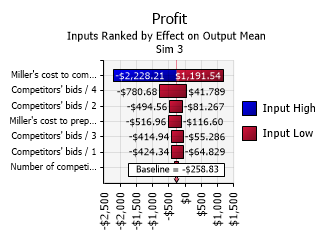 Profit
Inputs Ranked by Effect on Output Mean
Sim 3
Miller's cost to com... -$2,228.21 $1,191.54
Competitors' bids / 4 -$780.68 $41.789
Competitors' bids / 2 -$494.56 -$81.267
Miller's cost to prep... -$516.96 -$116.60
Competitors' bids / 3 -$414.94 -$55.286
Competitors' bids / 1 -$424.34 -$64.829
Number of competi...
Baseline = -$258.83
Input High
Input Low
-$2,500 -$2,000 -$1,500 -$1,000 -$500 $0 $500 $1,000 $1,500